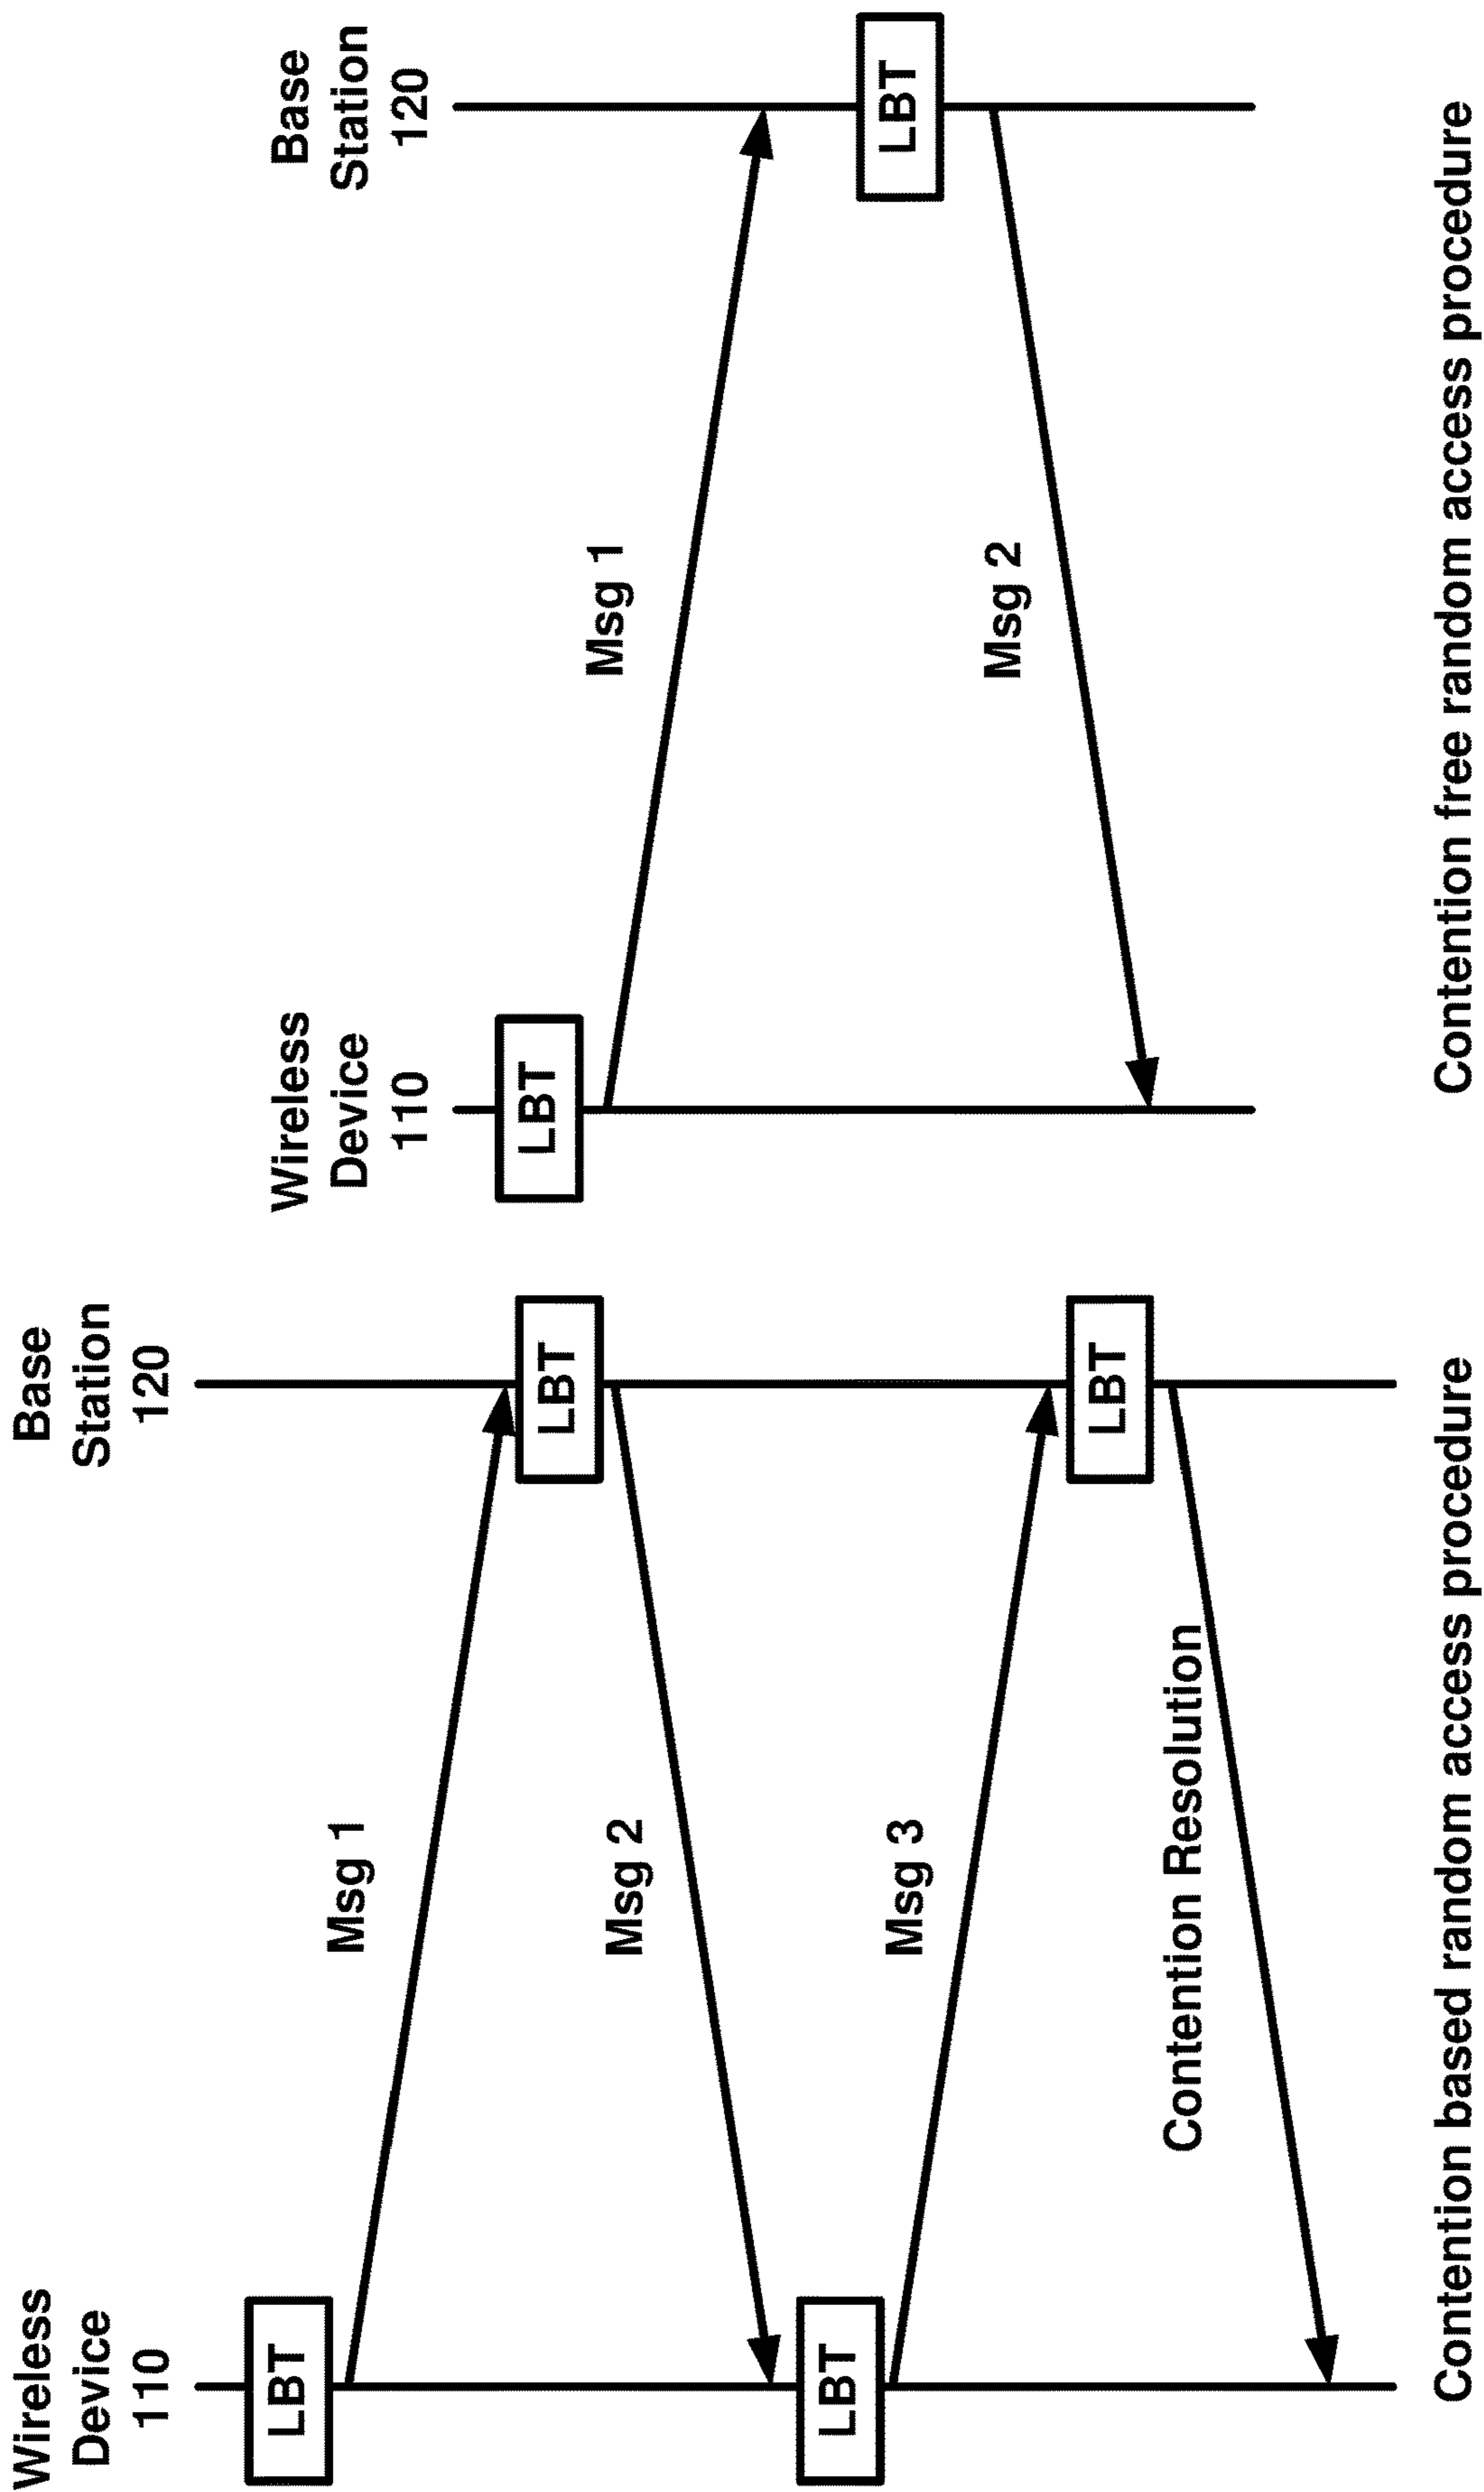 Wireless
Device
110
Base
Station
120
LBT
Msg 1
LBT
Msg 2
LBT
Msg 3
LBT
Contention Resolution
Contention based random access procedure
Wireless
Device
110
Base
Station
120
LBT
Msg 1
LBT
Msg 2
Contention free random access procedure